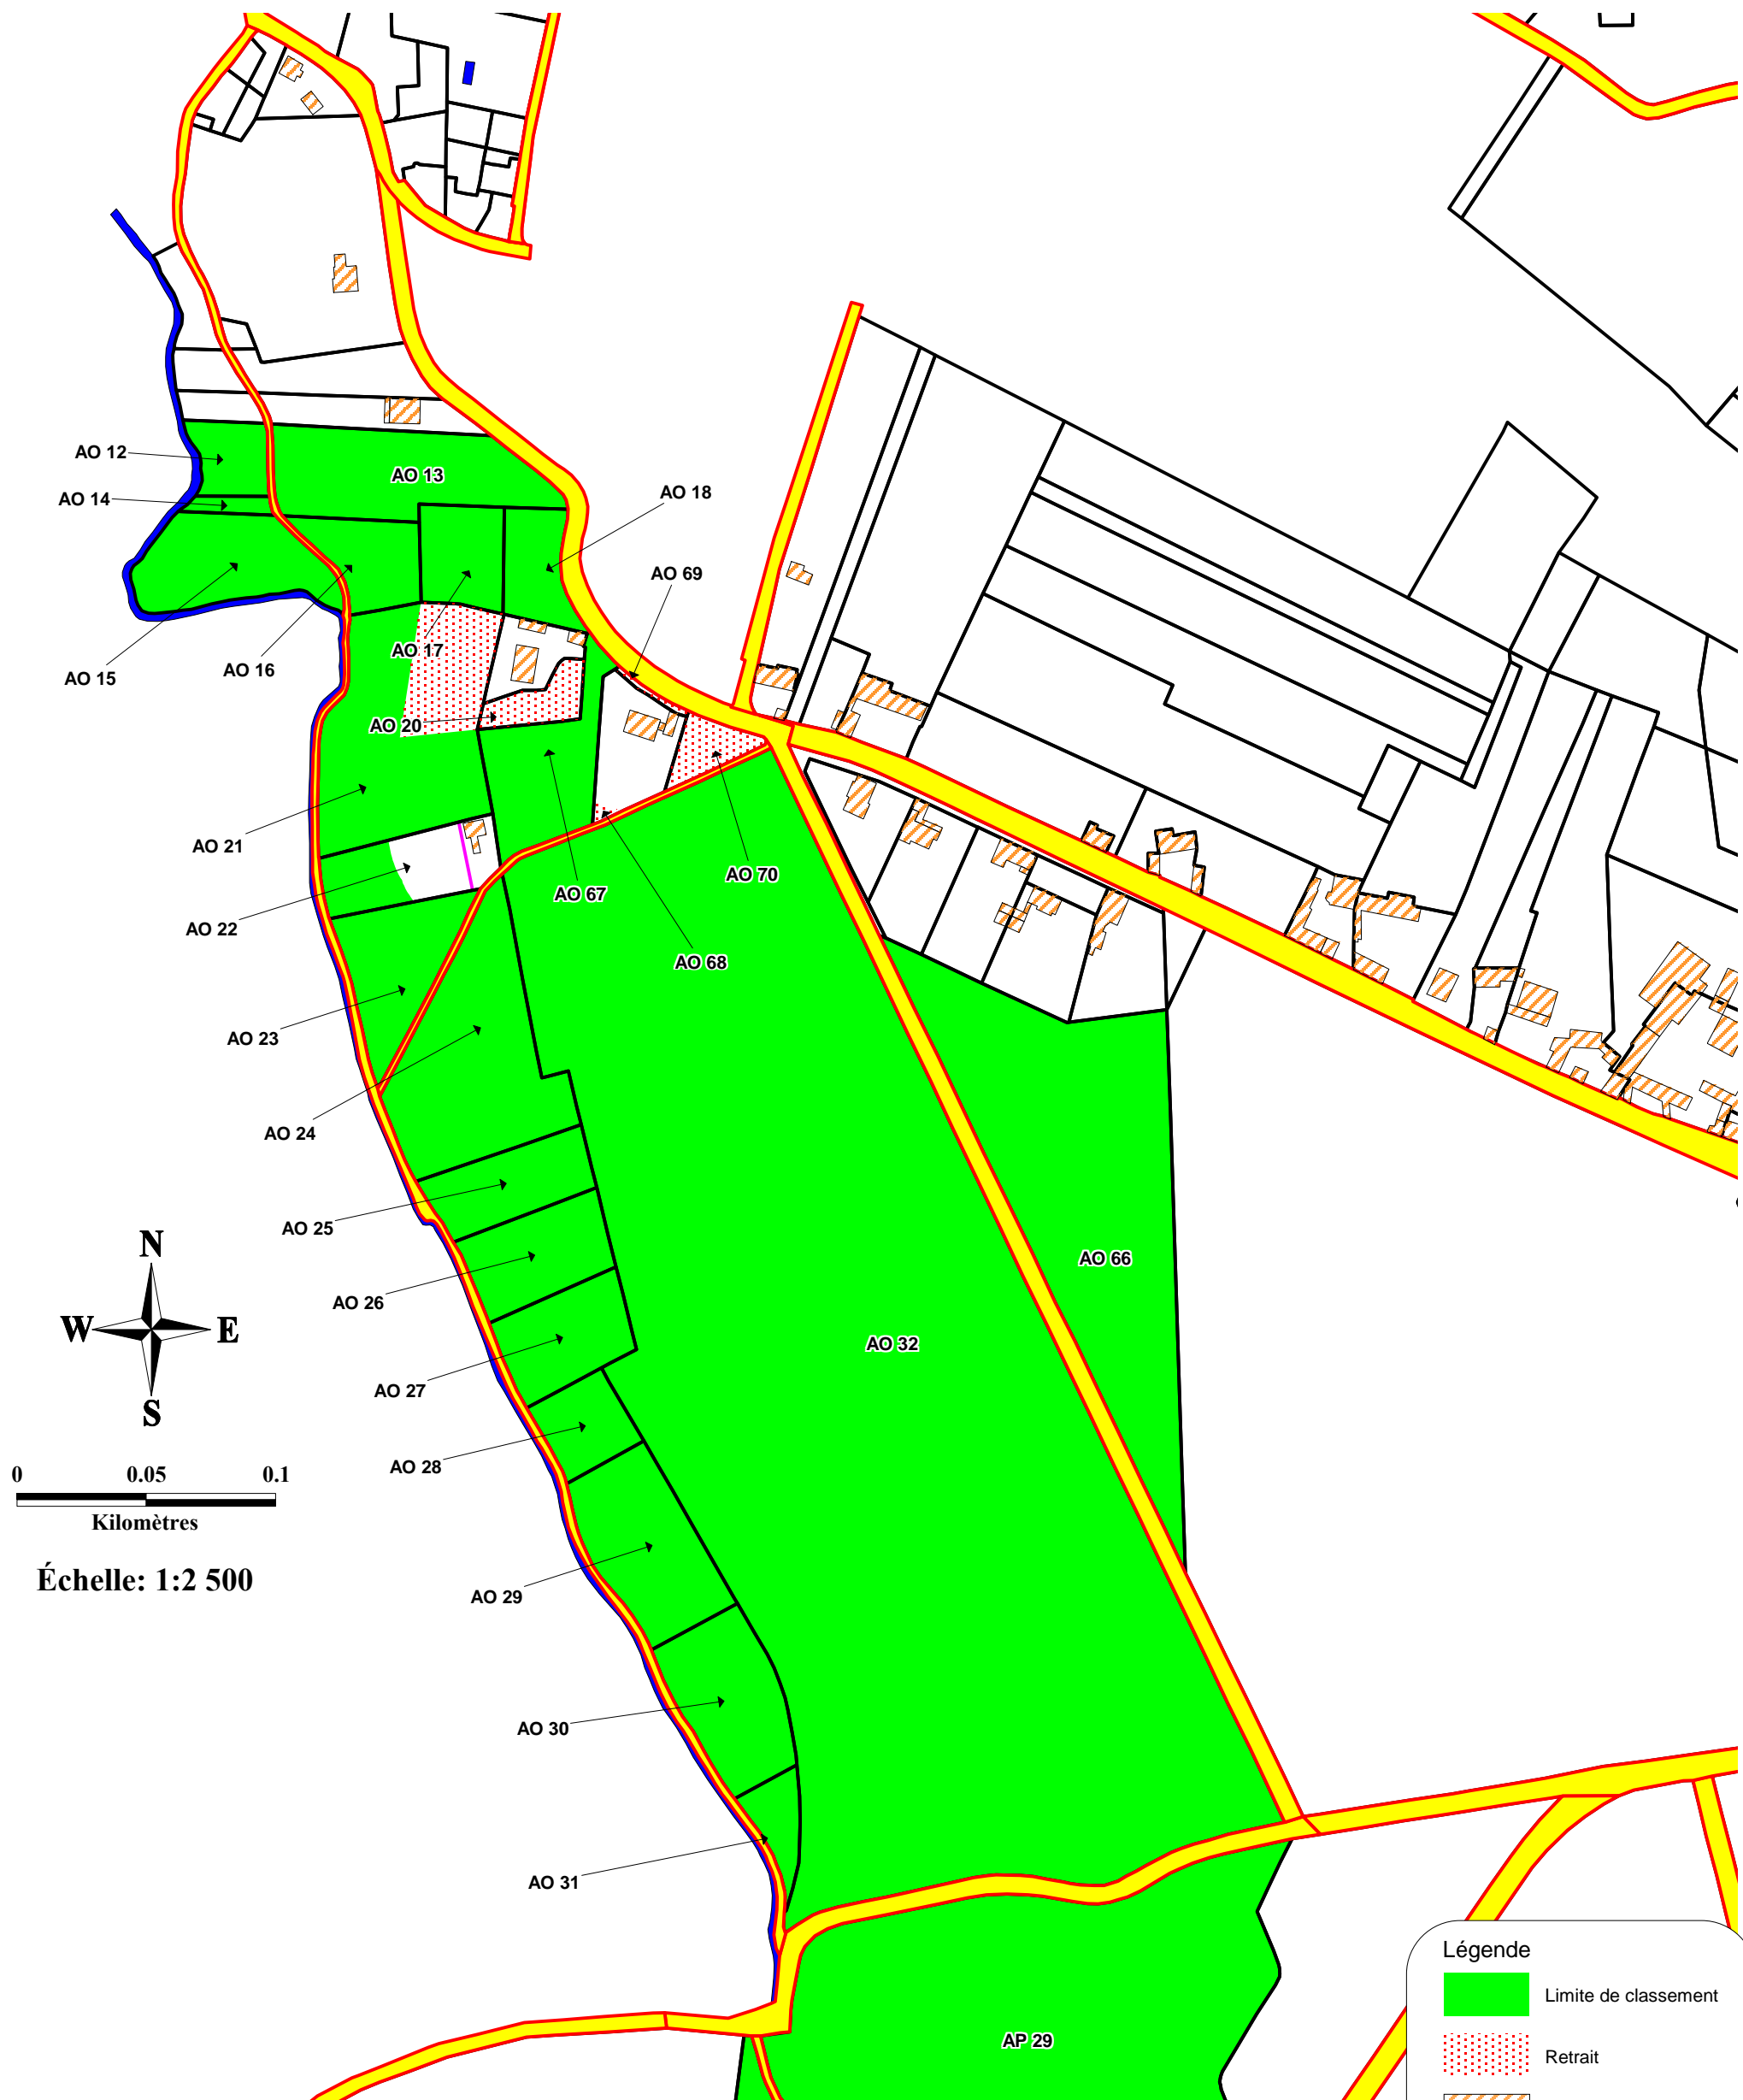 AO 12
AO 13
AO 14
AO 18
AO 69
AO 17
AO 16
AO 15
AO 20
AO 21
AO 70
AO 67
AO 22
AO 68
AO 23
AO 24
AO 25
AO 66
AO 26
AO 32
AO 27
AO 28
AO 29
AO 30
AO 31
AP 29
N
W E
S
0 0.05 0.1
Kilomètres
Échelle: 1:2 500
Légende
Limite de classement
Retrait